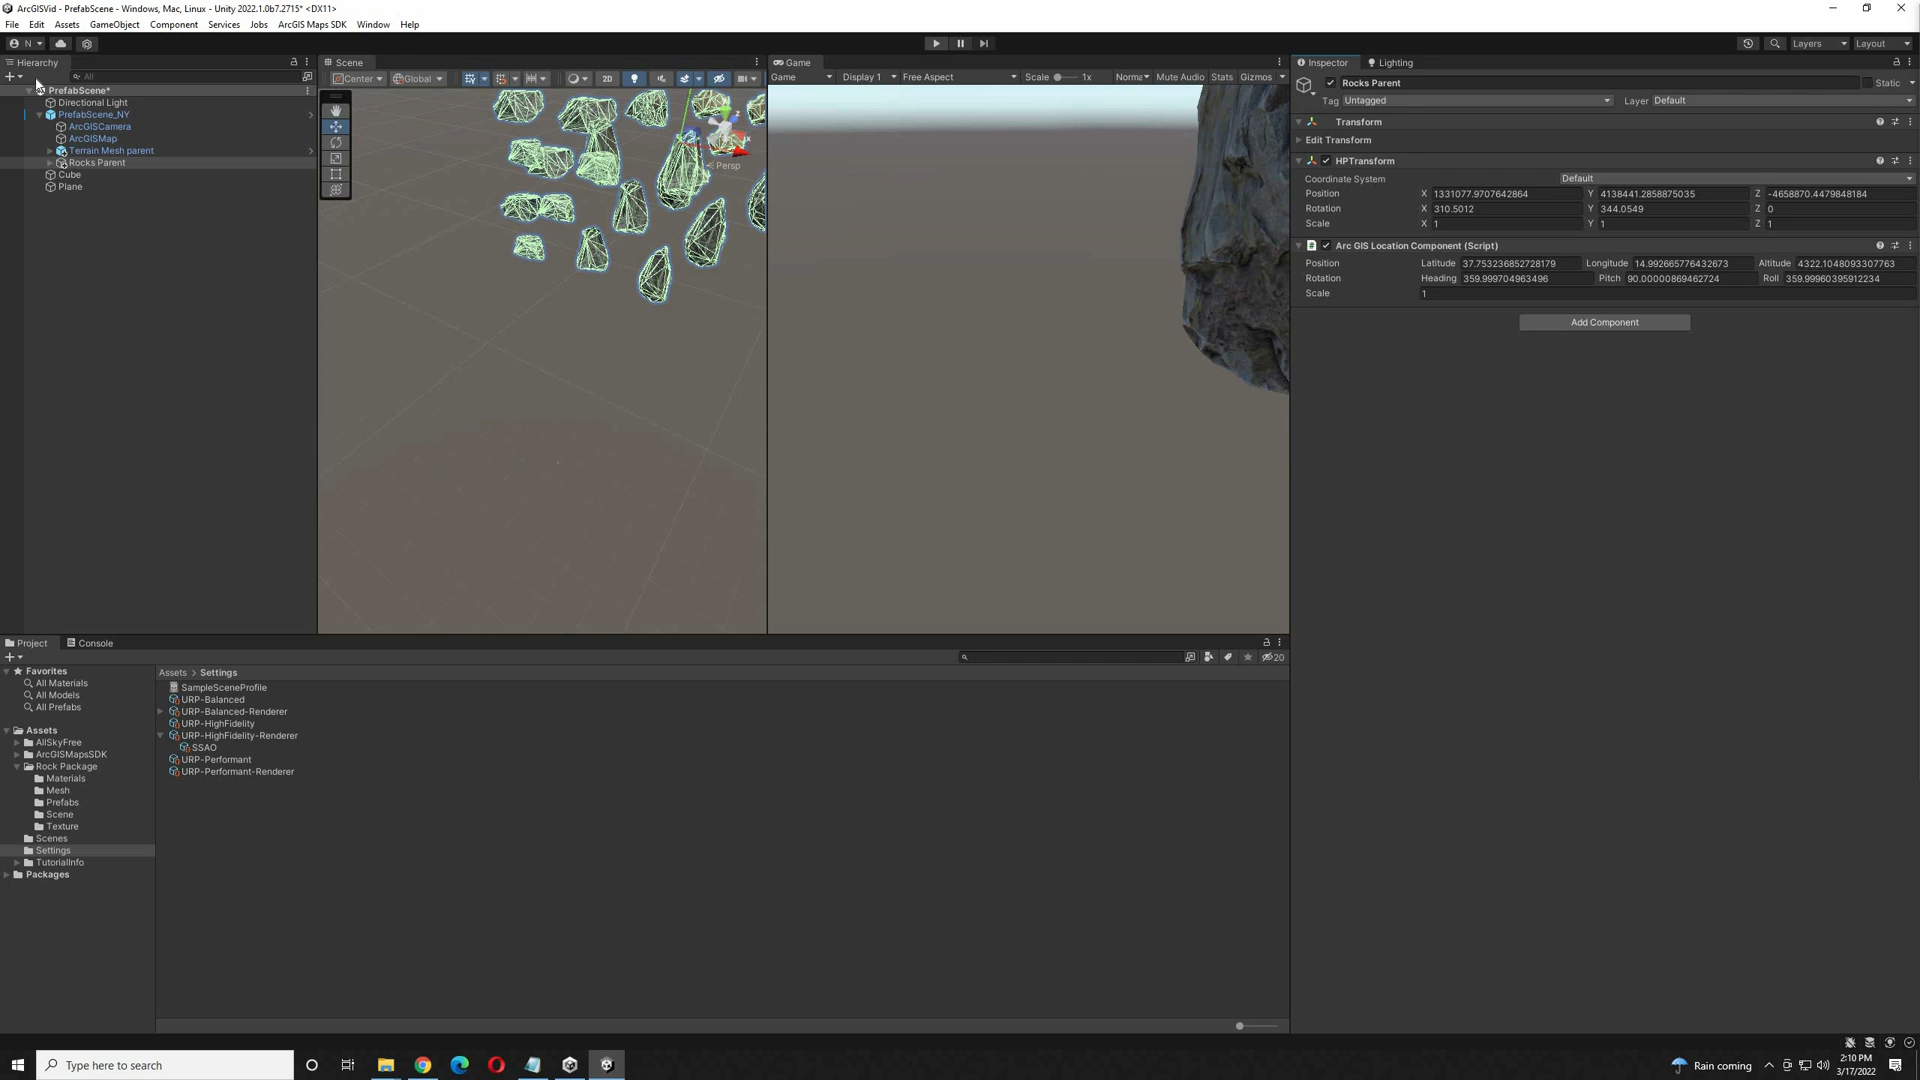 ArcGISVid - PrefabScene - Windows, Mac, Linux - Unity 2022.1.0b7.2715* <DX11>
File Edit Assets GameObject Component Services Jobs ArcGIS Maps SDK Window Help
N Layers Layout
Hierarchy
All
PrefabScene*
Directional Light
PrefabScene_NY
ArcGISCamera
ArcGISMap
Terrain Mesh parent
Rocks Parent
Cube
Plane
Scene
Center Global 2D
Persp
Game
Game Display 1 Free Aspect Scale 1x Norma Mute Audio Stats Gizmos
Inspector Lighting
Rocks Parent Static
Tag Untagged Layer Default
Transform
Edit Transform
HPTransform
Coordinate System Default
Position X 1331077.9707642864 Y 4138441.2858875035 Z -4658870.4479848184
Rotation X 310.5012 Y 344.0549 Z 0
Scale X 1 Y 1 Z 1
Arc GIS Location Component (Script)
Position Latitude 37.753236852728179 Longitude 14.992665776432673 Altitude 4322.1048093307763
Rotation Heading 359.999704963496 Pitch 90.00000869462724 Roll 359.99960395912234
Scale 1
Add Component
Project Console
20
Favorites
All Materials
All Models
All Prefabs
Assets
AllSkyFree
ArcGISMapsSDK
Rock Package
Materials
Mesh
Prefabs
Scene
Texture
Scenes
Settings
TutorialInfo
Packages
Assets > Settings
SampleSceneProfile
URP-Balanced
URP-Balanced-Renderer
URP-HighFidelity
URP-HighFidelity-Renderer
SSAO
URP-Performant
URP-Performant-Renderer
Type here to search
Rain coming
2:10 PM
3/17/2022